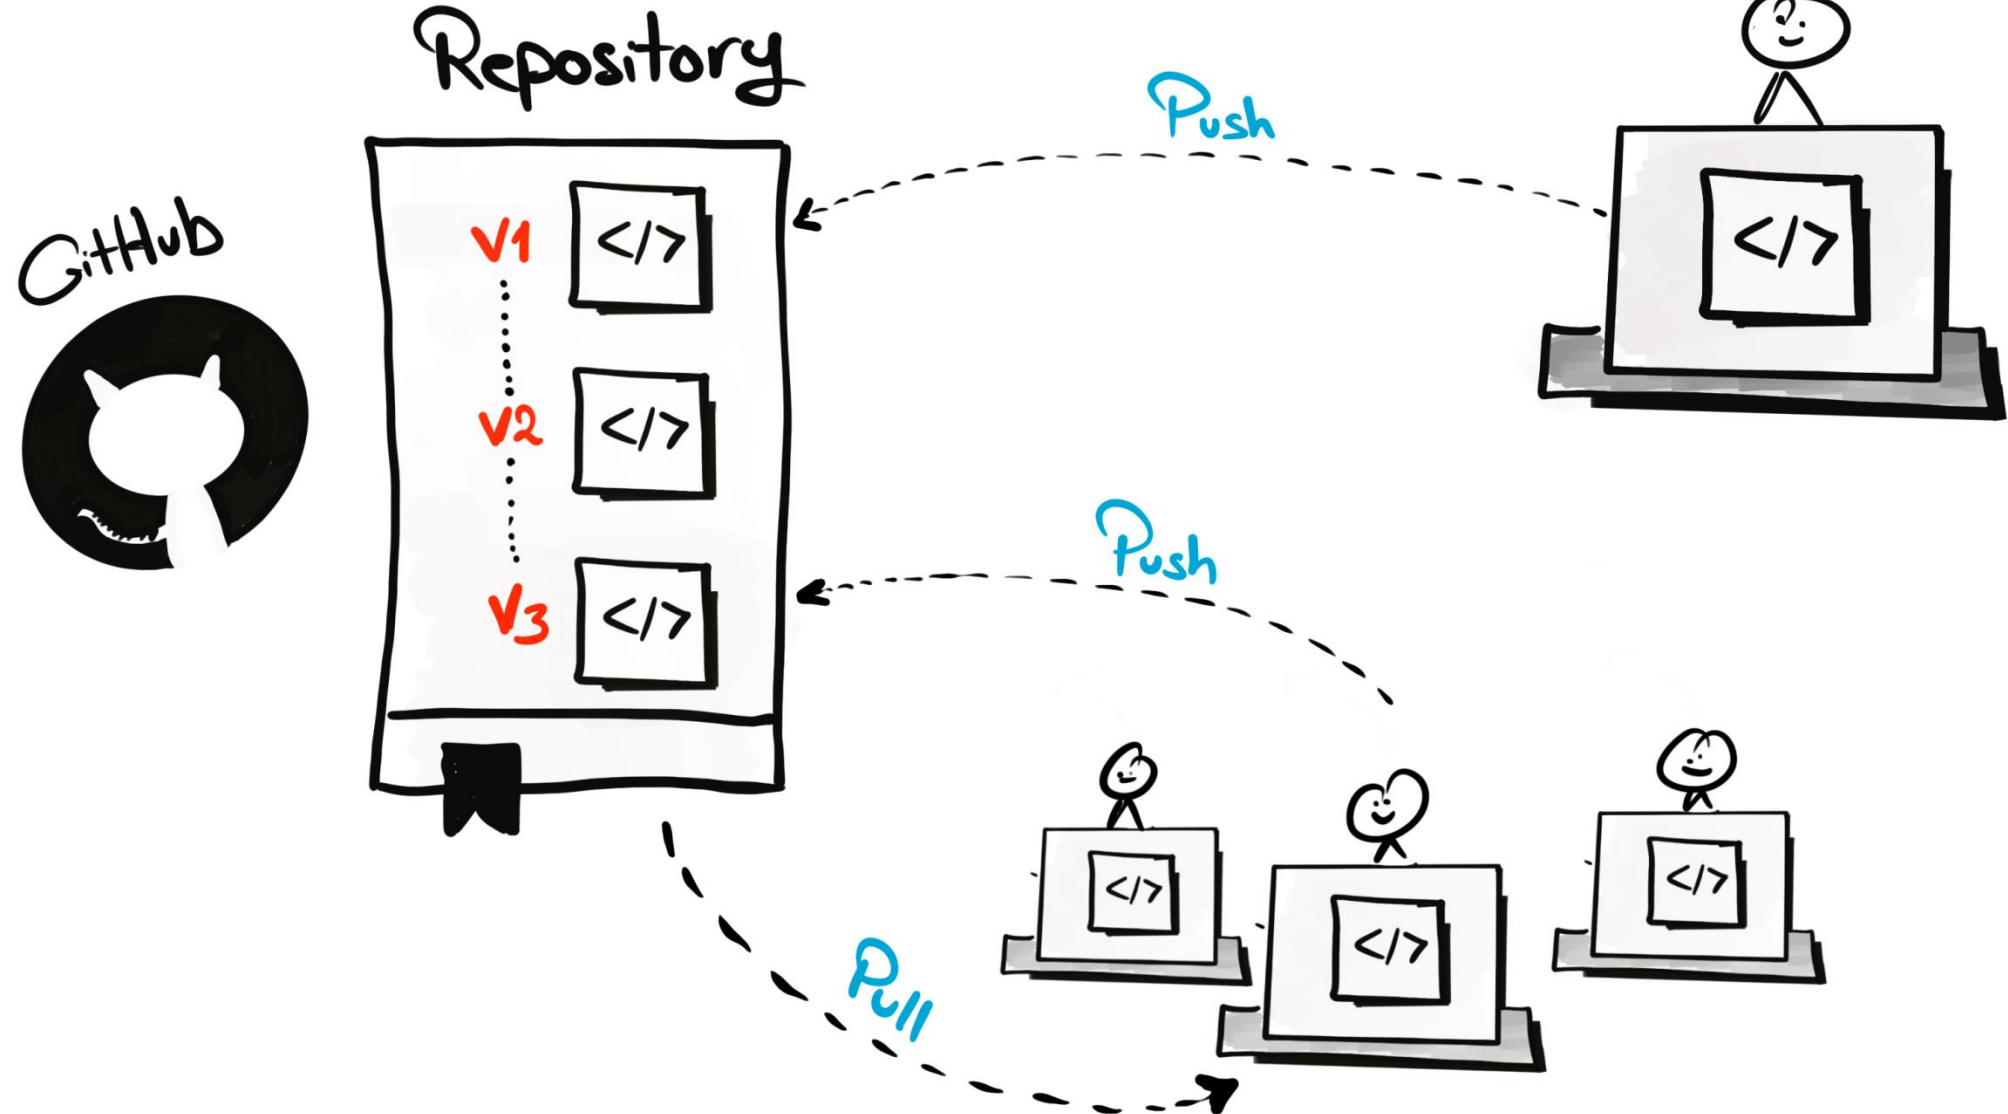 Repository
GitHub
Push
V1 </>
</>
V2 </>
Push
V3 </>
</>
</>
</>
Pull